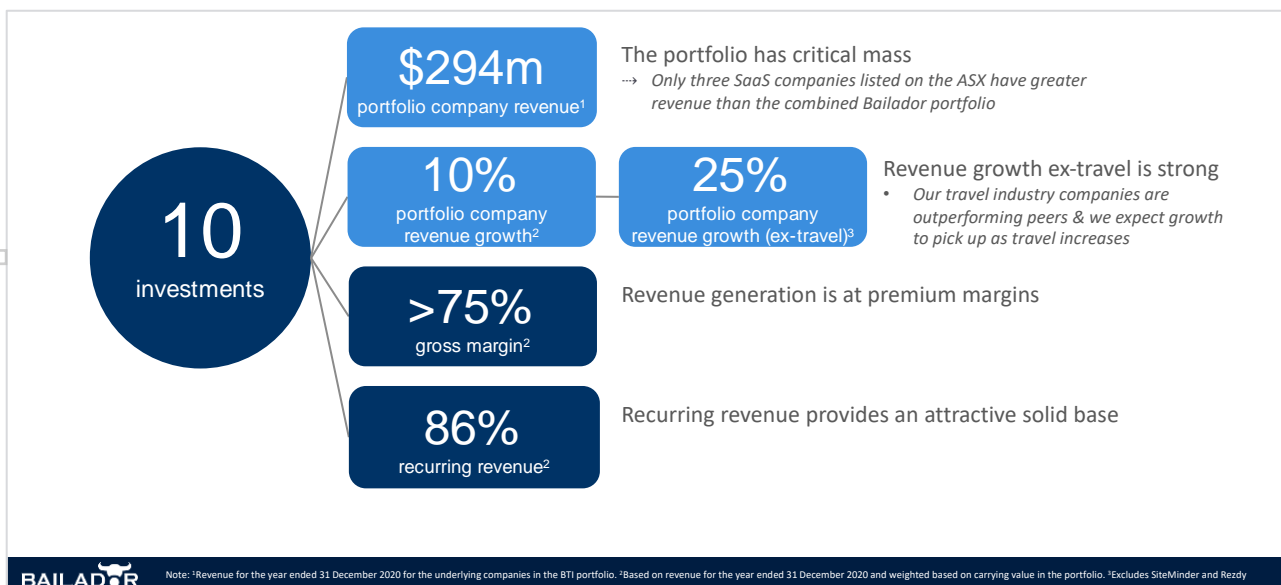 $294m
portfolio company revenue¹
The portfolio has critical mass
⇢ Only three SaaS companies listed on the ASX have greater
revenue than the combined Bailador portfolio
10
investments
10%
portfolio company
revenue growth²
25%
portfolio company
revenue growth (ex-travel)³
Revenue growth ex-travel is strong
• Our travel industry companies are
outperforming peers & we expect growth
to pick up as travel increases
>75%
gross margin²
Revenue generation is at premium margins
86%
recurring revenue²
Recurring revenue provides an attractive solid base
BAILADOR
Note: ¹Revenue for the year ended 31 December 2020 for the underlying companies in the BTI portfolio. ²Based on revenue for the year ended 31 December 2020 and weighted based on carrying value in the portfolio. ³Excludes SiteMinder and Rezdy